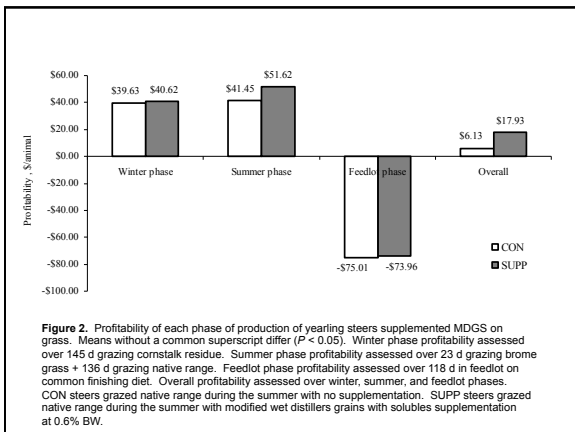 $60.00
$40.00
$20.00
$0.00
-$20.00
-$40.00
-$60.00
-$80.00
-$100.00
Profitability , $/animal
$39.63 $40.62
$41.45
$51.62
-$75.01
-$73.96
$6.13
$17.93
Winter phase
Summer phase
Feedlot phase
Overall
CON
SUPP
Figure 2. Profitability of each phase of production of yearling steers supplemented MDGS on
grass. Means without a common superscript differ (P < 0.05). Winter phase profitability assessed
over 145 d grazing cornstalk residue. Summer phase profitability assessed over 23 d grazing brome
grass + 136 d grazing native range. Feedlot phase profitability assessed over 118 d in feedlot on
common finishing diet. Overall profitability assessed over winter, summer, and feedlot phases.
CON steers grazed native range during the summer with no supplementation. SUPP steers grazed
native range during the summer with modified wet distillers grains with solubles supplementation
at 0.6% BW.